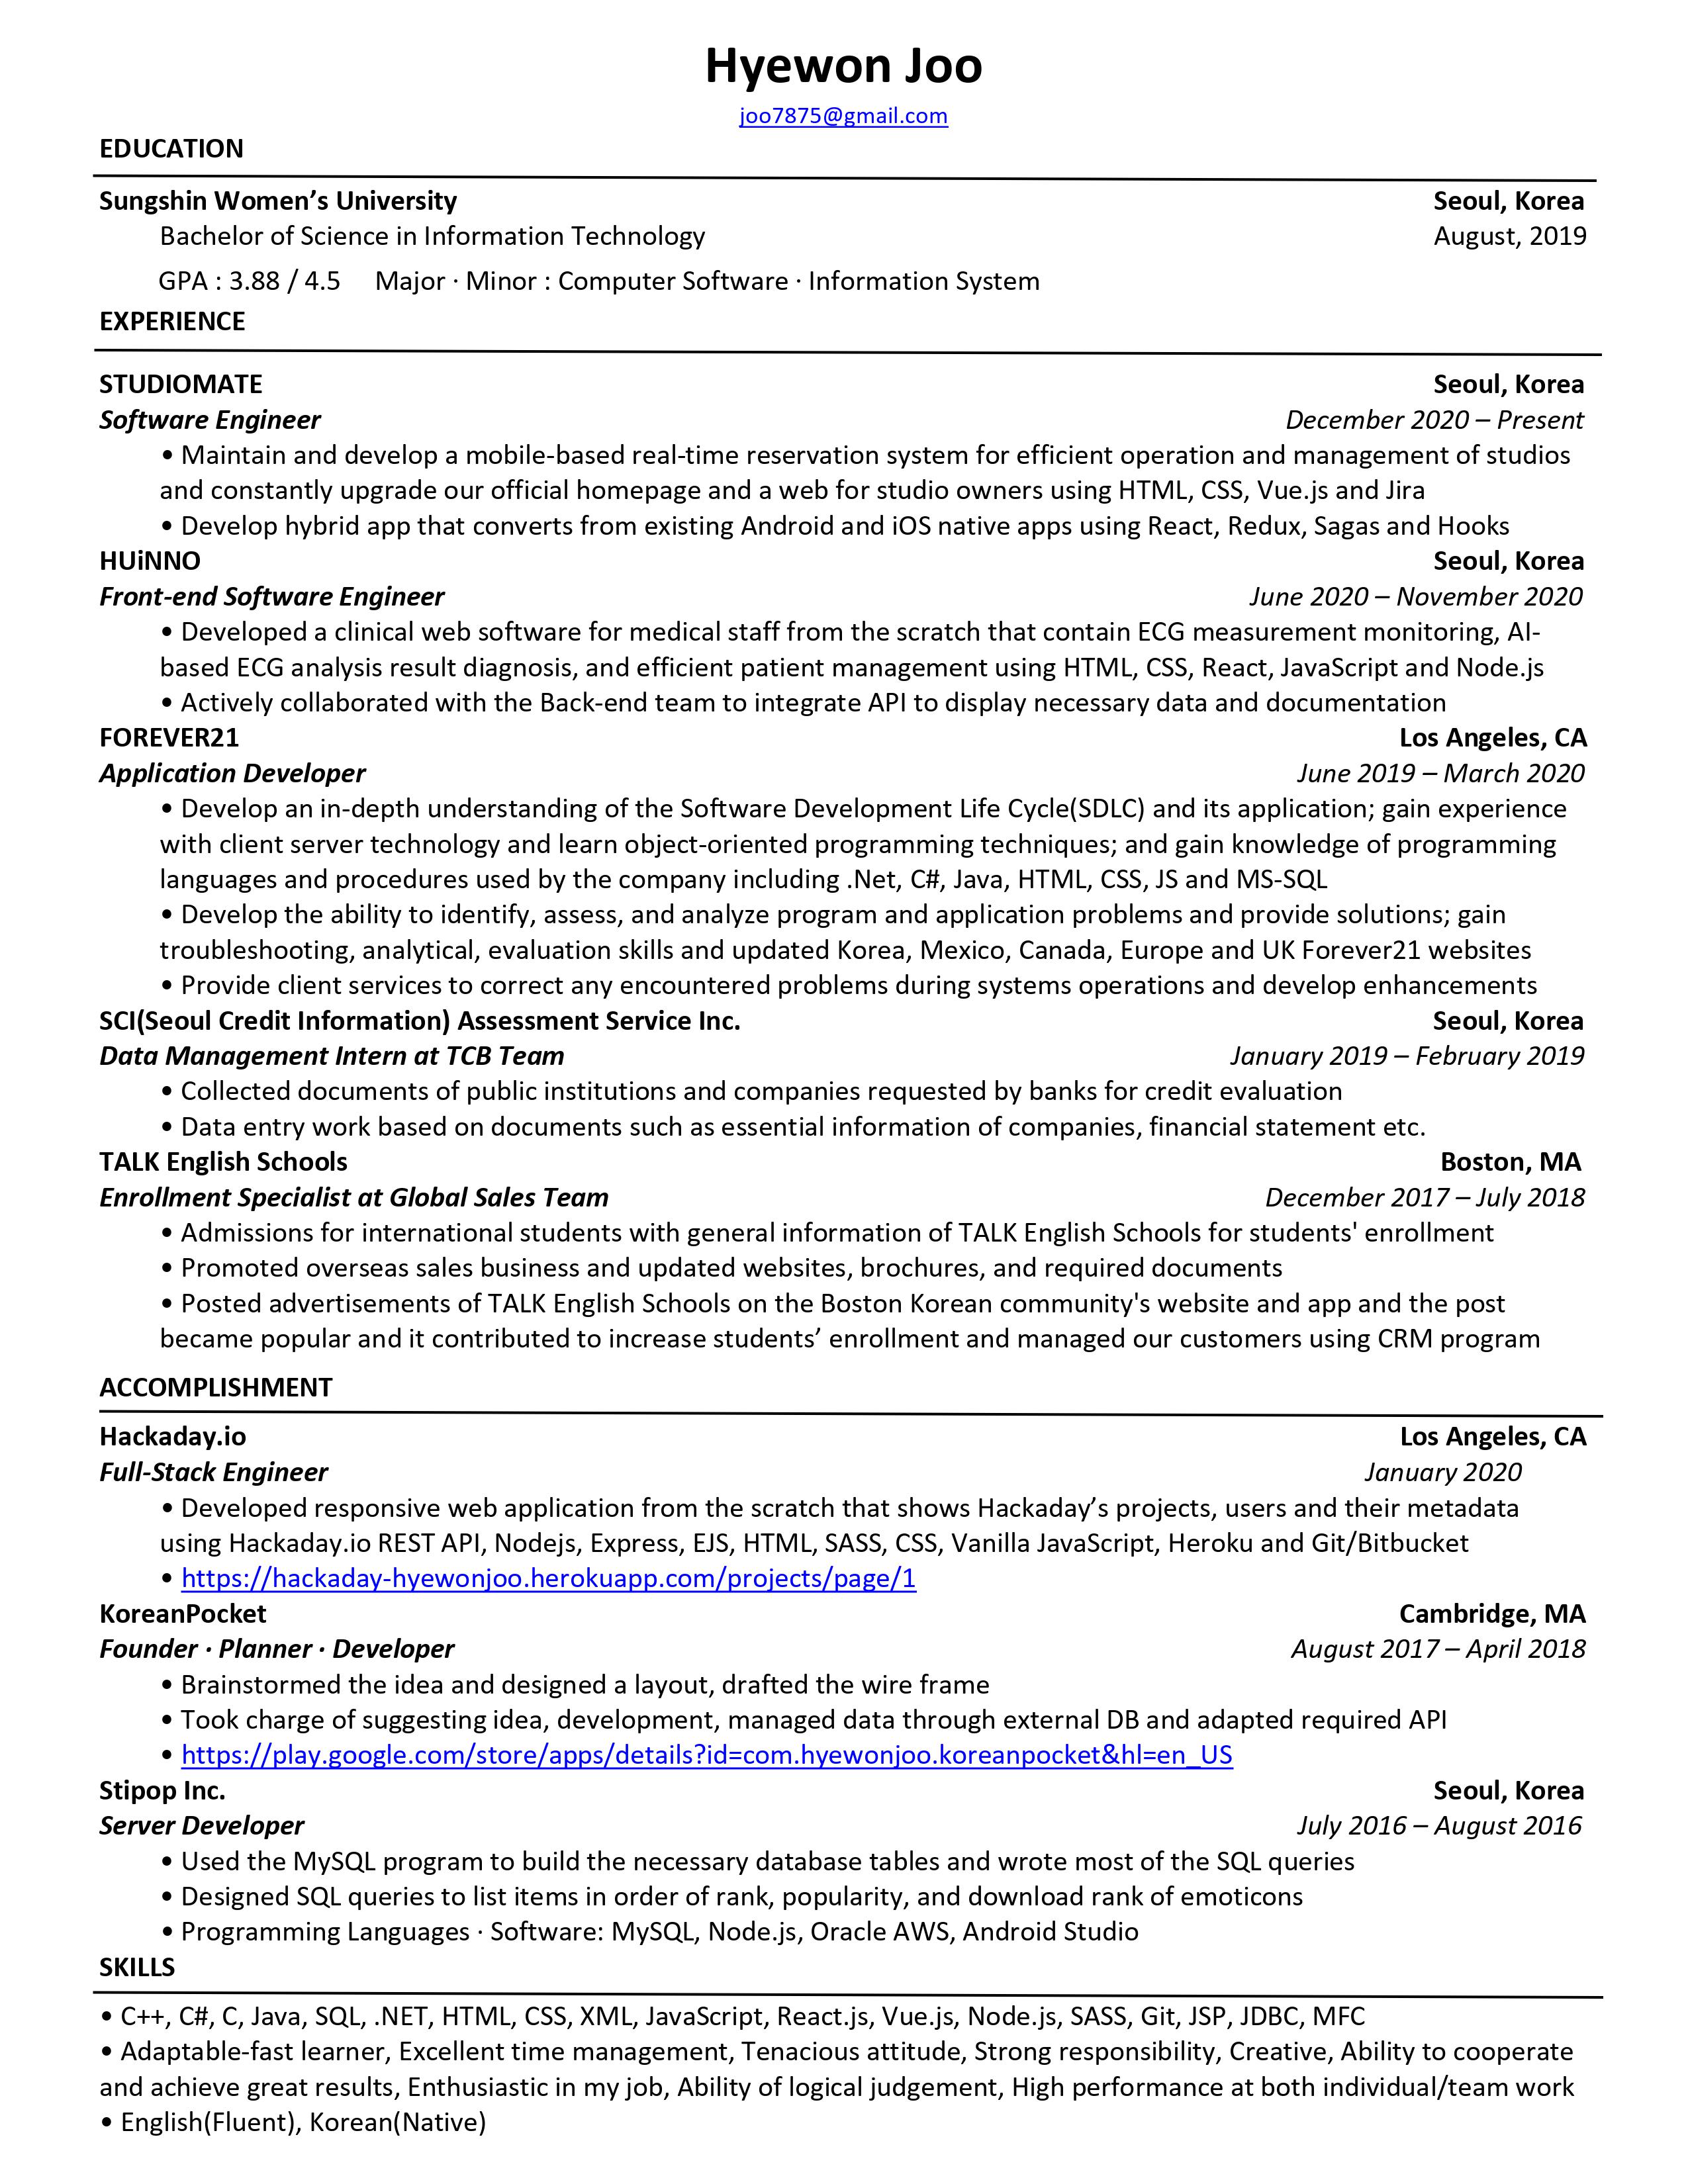 Hyewon Joo
joo7875@gmail.com
EDUCATION
Sungshin Women’s University Seoul, Korea
Bachelor of Science in Information Technology August, 2019
GPA : 3.88 / 4.5 Major · Minor : Computer Software · Information System
EXPERIENCE
STUDIOMATE Seoul, Korea
Software Engineer December 2020 – Present
• Maintain and develop a mobile-based real-time reservation system for efficient operation and management of studios
and constantly upgrade our official homepage and a web for studio owners using HTML, CSS, Vue.js and Jira
• Develop hybrid app that converts from existing Android and iOS native apps using React, Redux, Sagas and Hooks
HUiNNO Seoul, Korea
Front-end Software Engineer June 2020 – November 2020
• Developed a clinical web software for medical staff from the scratch that contain ECG measurement monitoring, AI-
based ECG analysis result diagnosis, and efficient patient management using HTML, CSS, React, JavaScript and Node.js
• Actively collaborated with the Back-end team to integrate API to display necessary data and documentation
FOREVER21 Los Angeles, CA
Application Developer June 2019 – March 2020
• Develop an in-depth understanding of the Software Development Life Cycle(SDLC) and its application; gain experience
with client server technology and learn object-oriented programming techniques; and gain knowledge of programming
languages and procedures used by the company including .Net, C#, Java, HTML, CSS, JS and MS-SQL
• Develop the ability to identify, assess, and analyze program and application problems and provide solutions; gain
troubleshooting, analytical, evaluation skills and updated Korea, Mexico, Canada, Europe and UK Forever21 websites
• Provide client services to correct any encountered problems during systems operations and develop enhancements
SCI(Seoul Credit Information) Assessment Service Inc. Seoul, Korea
Data Management Intern at TCB Team January 2019 – February 2019
• Collected documents of public institutions and companies requested by banks for credit evaluation
• Data entry work based on documents such as essential information of companies, financial statement etc.
TALK English Schools Boston, MA
Enrollment Specialist at Global Sales Team December 2017 – July 2018
• Admissions for international students with general information of TALK English Schools for students' enrollment
• Promoted overseas sales business and updated websites, brochures, and required documents
• Posted advertisements of TALK English Schools on the Boston Korean community's website and app and the post
became popular and it contributed to increase students’ enrollment and managed our customers using CRM program
ACCOMPLISHMENT
Hackaday.io Los Angeles, CA
Full-Stack Engineer January 2020
• Developed responsive web application from the scratch that shows Hackaday’s projects, users and their metadata
using Hackaday.io REST API, Nodejs, Express, EJS, HTML, SASS, CSS, Vanilla JavaScript, Heroku and Git/Bitbucket
• https://hackaday-hyewonjoo.herokuapp.com/projects/page/1
KoreanPocket Cambridge, MA
Founder · Planner · Developer August 2017 – April 2018
• Brainstormed the idea and designed a layout, drafted the wire frame
• Took charge of suggesting idea, development, managed data through external DB and adapted required API
• https://play.google.com/store/apps/details?id=com.hyewonjoo.koreanpocket&hl=en_US
Stipop Inc. Seoul, Korea
Server Developer July 2016 – August 2016
• Used the MySQL program to build the necessary database tables and wrote most of the SQL queries
• Designed SQL queries to list items in order of rank, popularity, and download rank of emoticons
• Programming Languages · Software: MySQL, Node.js, Oracle AWS, Android Studio
SKILLS
• C++, C#, C, Java, SQL, .NET, HTML, CSS, XML, JavaScript, React.js, Vue.js, Node.js, SASS, Git, JSP, JDBC, MFC
• Adaptable-fast learner, Excellent time management, Tenacious attitude, Strong responsibility, Creative, Ability to cooperate
and achieve great results, Enthusiastic in my job, Ability of logical judgement, High performance at both individual/team work
• English(Fluent), Korean(Native)